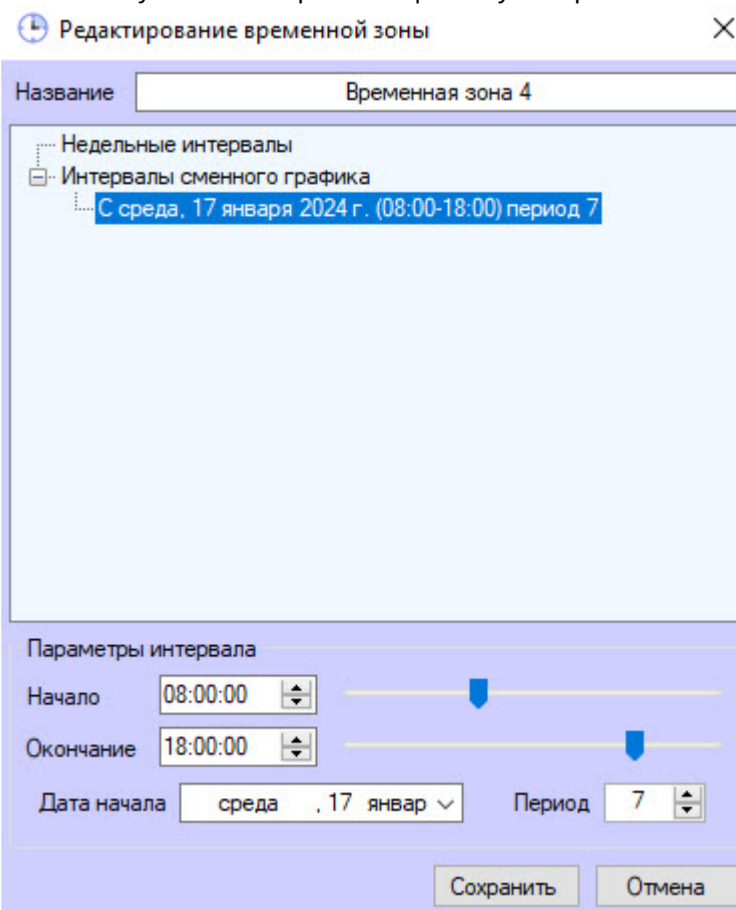 Редактирование временной зоны
Название Временная зона 4
Недельные интервалы
Интервалы сменного графика
С среда, 17 января 2024 г. (08:00-18:00) период 7
Параметры интервала
Начало 08:00:00
Окончание 18:00:00
Дата начала среда , 17 январ Период 7
Сохранить Отмена